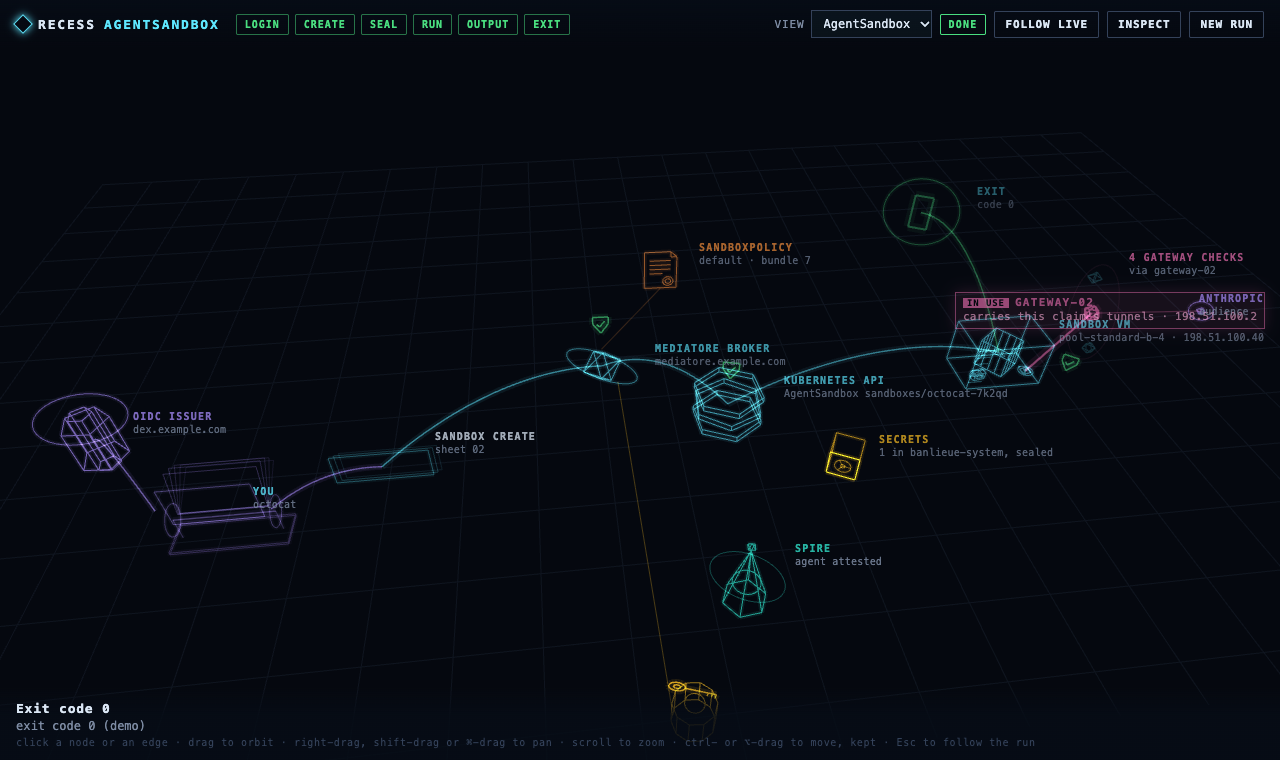 RECESS AGENTSANDBOX
LOGIN
CREATE
SEAL
RUN
OUTPUT
EXIT
VIEW
AgentSandbox
DONE
FOLLOW LIVE
INSPECT
NEW RUN
EXIT
code 0
SANDBOXPOLICY
default · bundle 7
4 GATEWAY CHECKS
via gateway-02
ANTHROPIC
audience
IN USE GATEWAY-02
carries this claim's tunnels · 198.51.100.2
SANDBOX VM
pool-standard-b-4 · 198.51.100.40
MEDIATORE BROKER
mediatore.example.com
KUBERNETES API
AgentSandbox sandboxes/octocat-7k2qd
OIDC ISSUER
dex.example.com
SANDBOX CREATE
sheet 02
SECRETS
1 in banlieue-system, sealed
YOU
octocat
SPIRE
agent attested
Exit code 0
exit code 0 (demo)
click a node or an edge · drag to orbit · right-drag, shift-drag or ⌘-drag to pan · scroll to zoom · ctrl- or ⌥-drag to move, kept · Esc to follow the run